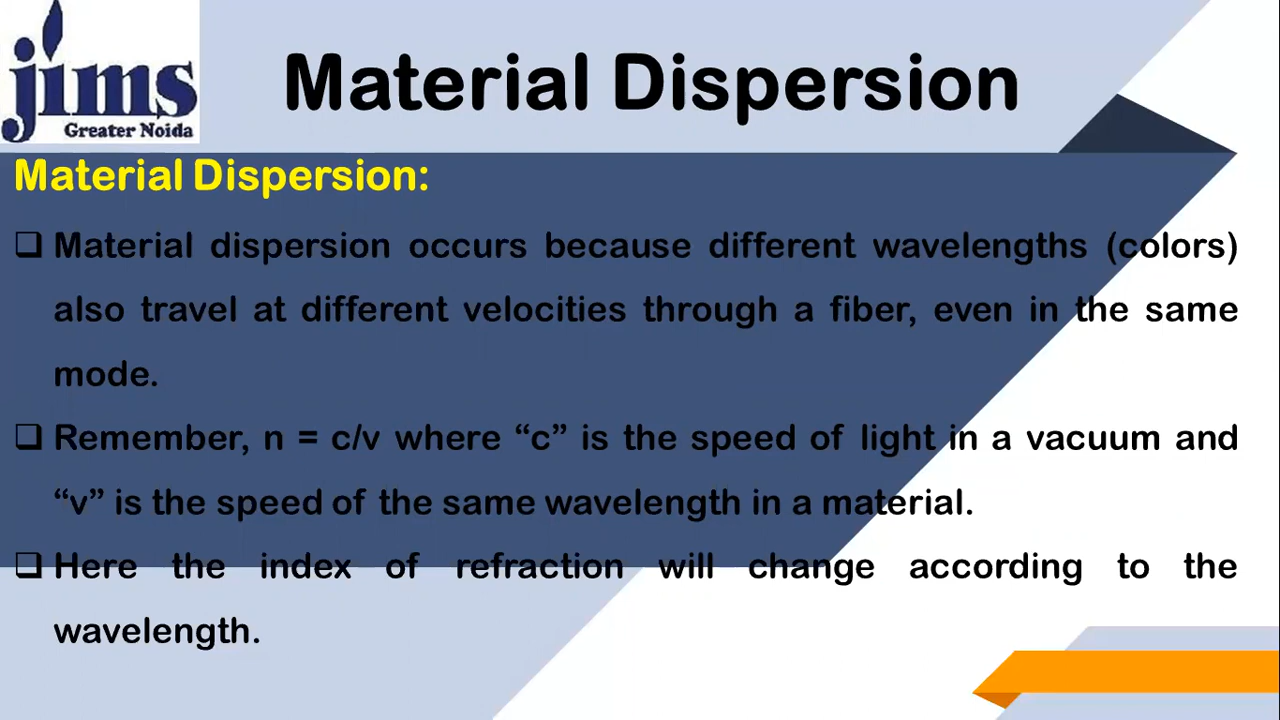 jims
Greater Noida
Material Dispersion
Material Dispersion:
❑ Material dispersion occurs because different wavelengths (colors)
also travel at different velocities through a fiber, even in the same
mode.
❑ Remember, n = c/v where “c” is the speed of light in a vacuum and
“v” is the speed of the same wavelength in a material.
❑ Here the index of refraction will change according to the
wavelength.